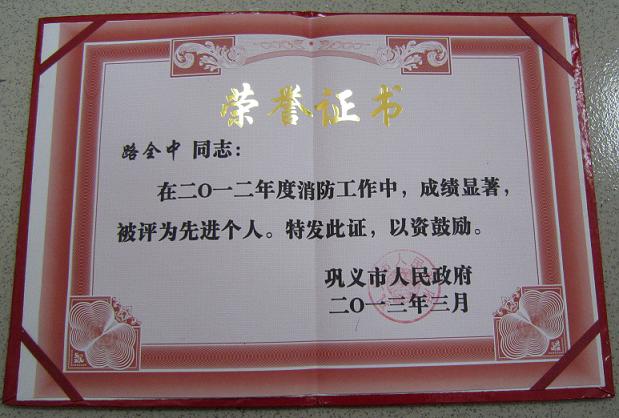 荣誉证书
路全中 同志：
在二〇一二年度消防工作中，成绩显著，
被评为先进个人。特发此证，以资鼓励。
巩义市人民政府
二〇一三年三月